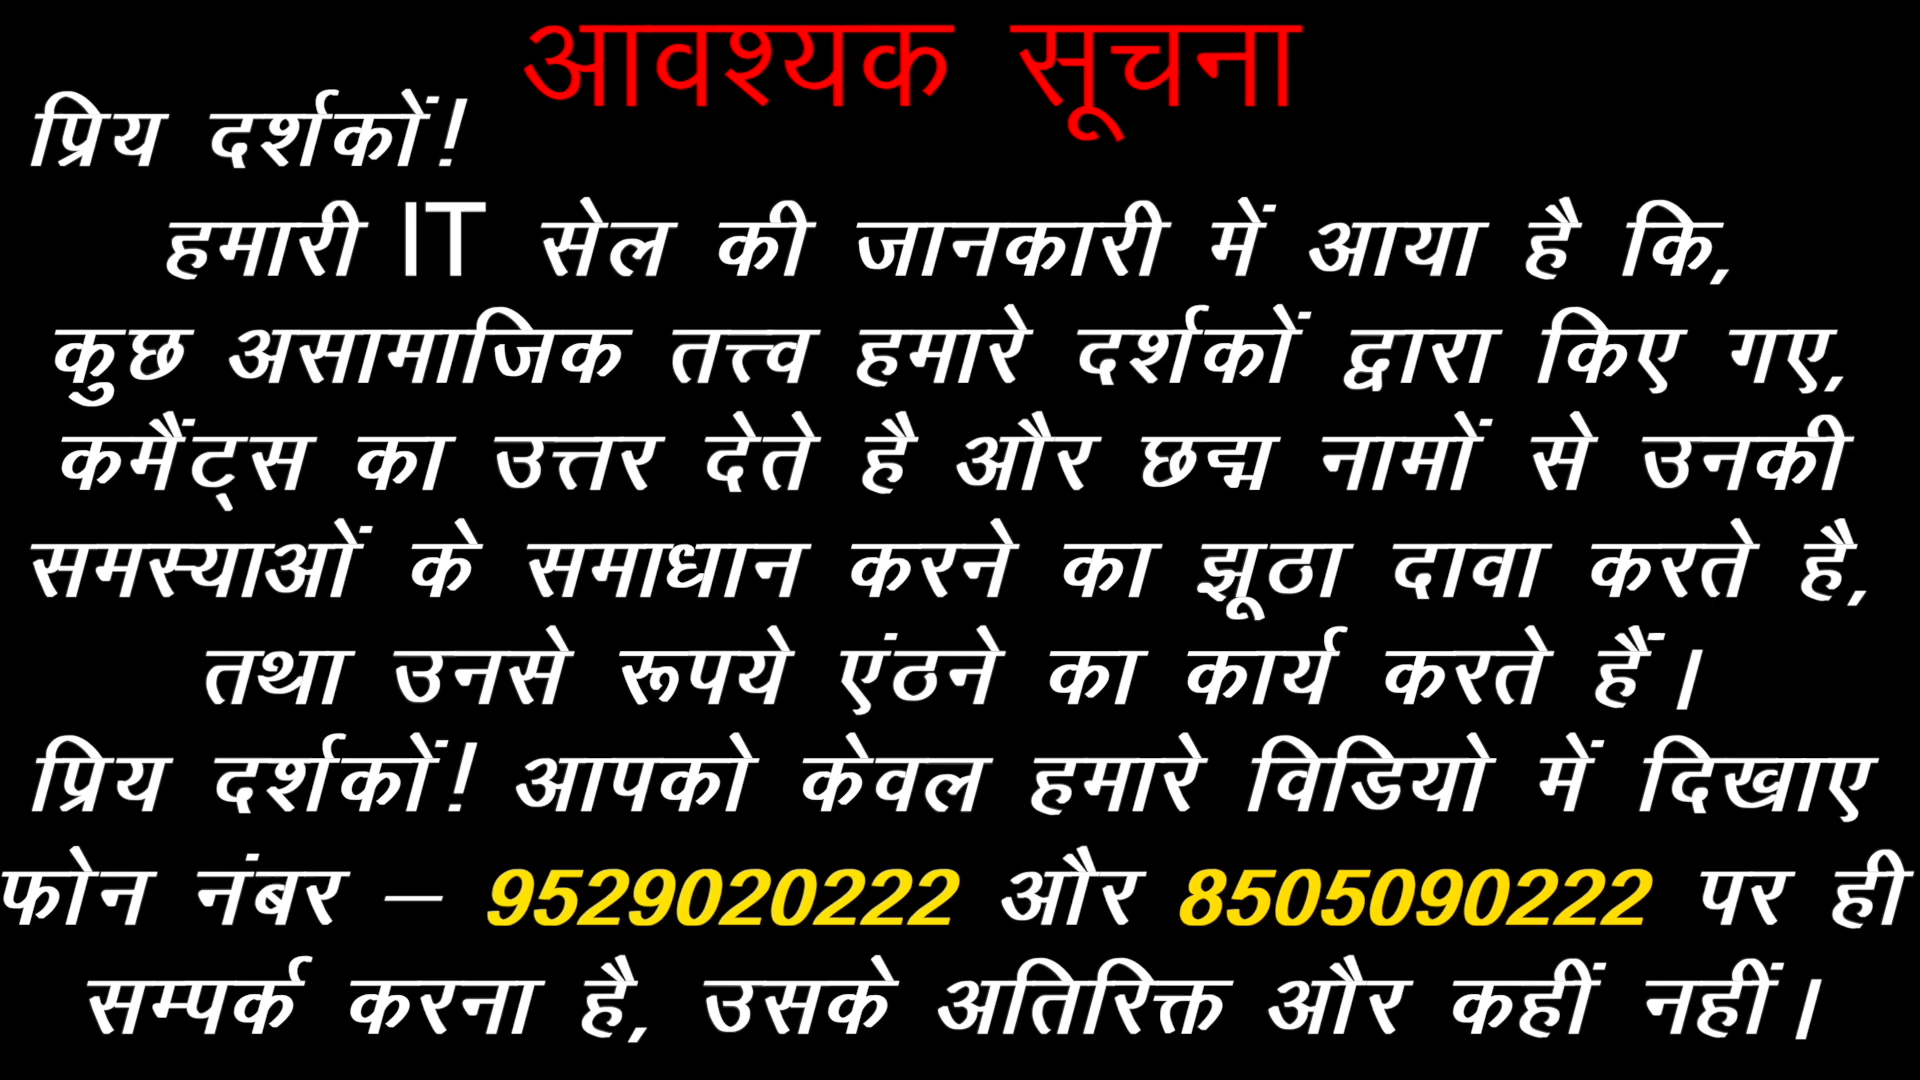 आवश्यक सूचना
प्रिय दर्शकों!
हमारी IT सेल की जानकारी में आया है कि,
कुछ असामाजिक तत्त्व हमारे दर्शकों द्वारा किए गए,
कमैंट्स का उत्तर देते है और छद्म नामों से उनकी
समस्याओं के समाधान करने का झूठा दावा करते है,
तथा उनसे रूपये एंठने का कार्य करते हैं।
प्रिय दर्शकों! आपको केवल हमारे विडियो में दिखाए
फोन नंबर – 9529020222 और 8505090222 पर ही
सम्पर्क करना है, उसके अतिरिक्त और कहीं नहीं।